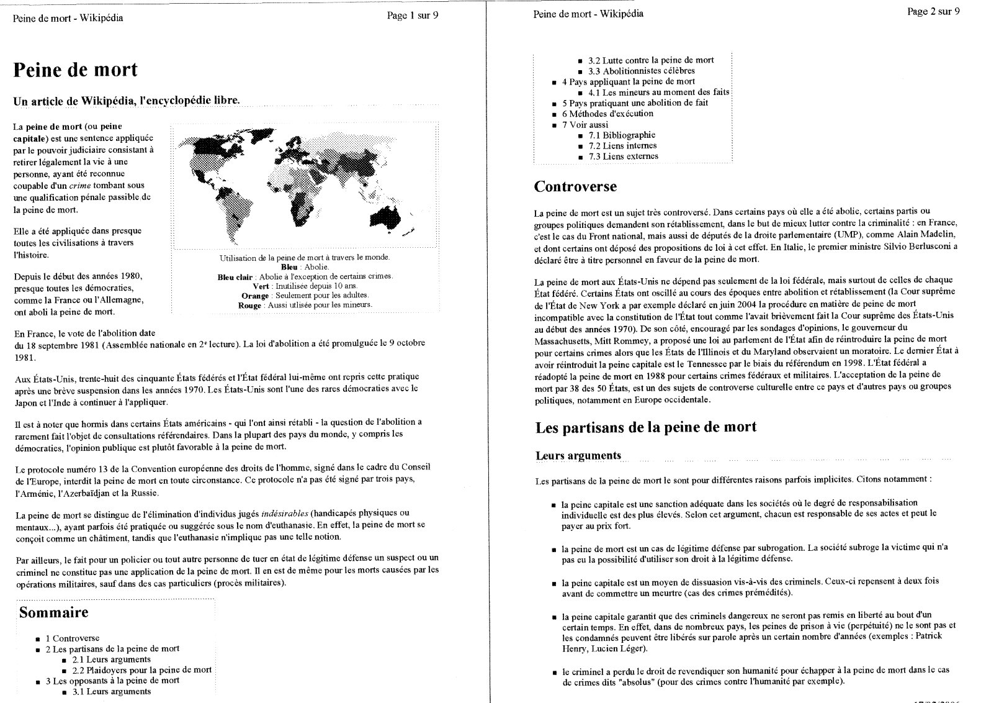 Peine de mort - Wikipédia
Page 1 sur 9
Peine de mort
Un article de Wikipédia, l'encyclopédie libre.
La peine de mort (ou peine
capitale) est une sentence appliquée
par le pouvoir judiciaire consistant à
retirer légalement la vie à une
personne, ayant été reconnue
coupable d'un crime tombant sous
une qualification pénale passible de
la peine de mort.
Elle a été appliquée dans presque
toutes les civilisations à travers
l'histoire.
Depuis le début des années 1980,
presque toutes les démocraties,
comme la France ou l'Allemagne,
ont aboli la peine de mort.
Utilisation de la peine de mort à travers le monde.
Bleu : Abolie.
Bleu clair : Abolie à l'exception de certains crimes.
Vert : Inutilisée depuis 10 ans.
Orange : Seulement pour les adultes.
Rouge : Aussi utlisée pour les mineurs.
En France, le vote de l'abolition date
du 18 septembre 1981 (Assemblée nationale en 2e lecture). La loi d'abolition a été promulguée le 9 octobre
1981.
Aux États-Unis, trente-huit des cinquante États fédérés et l'État fédéral lui-même ont repris cette pratique
après une brève suspension dans les années 1970. Les États-Unis sont l'une des rares démocraties avec le
Japon et l'Inde à continuer à l'appliquer.
Il est à noter que hormis dans certains États américains - qui l'ont ainsi rétabli - la question de l'abolition a
rarement fait l'objet de consultations référendaires. Dans la plupart des pays du monde, y compris les
démocraties, l'opinion publique est plutôt favorable à la peine de mort.
Le protocole numéro 13 de la Convention européenne des droits de l'homme, signé dans le cadre du Conseil
de l'Europe, interdit la peine de mort en toute circonstance. Ce protocole n'a pas été signé par trois pays,
l'Arménie, l'Azerbaïdjan et la Russie.
La peine de mort se distingue de l'élimination d'individus jugés indésirables (handicapés physiques ou
mentaux...), ayant parfois été pratiquée ou suggérée sous le nom d'euthanasie. En effet, la peine de mort se
conçoit comme un châtiment, tandis que l'euthanasie n'implique pas une telle notion.
Par ailleurs, le fait pour un policier ou tout autre personne de tuer en état de légitime défense un suspect ou un
criminel ne constitue pas une application de la peine de mort. Il en est de même pour les morts causées par les
opérations militaires, sauf dans des cas particuliers (procès militaires).
Sommaire
■ 1 Controverse
■ 2 Les partisans de la peine de mort
■ 2.1 Leurs arguments
■ 2.2 Plaidoyers pour la peine de mort
■ 3 Les opposants à la peine de mort
■ 3.1 Leurs arguments
Peine de mort - Wikipédia
Page 2 sur 9
■ 3.2 Lutte contre la peine de mort
■ 3.3 Abolitionnistes célèbres
■ 4 Pays appliquant la peine de mort
■ 4.1 Les mineurs au moment des faits
■ 5 Pays pratiquant une abolition de fait
■ 6 Méthodes d'exécution
■ 7 Voir aussi
■ 7.1 Bibliographie
■ 7.2 Liens internes
■ 7.3 Liens externes
Controverse
La peine de mort est un sujet très controversé. Dans certains pays où elle a été abolie, certains partis ou
groupes politiques demandent son rétablissement, dans le but de mieux lutter contre la criminalité : en France,
c'est le cas du Front national, mais aussi de députés de la droite parlementaire (UMP), comme Alain Madelin,
et dont certains ont déposé des propositions de loi à cet effet. En Italie, le premier ministre Silvio Berlusconi a
déclaré être à titre personnel en faveur de la peine de mort.
La peine de mort aux États-Unis ne dépend pas seulement de la loi fédérale, mais surtout de celles de chaque
État fédéré. Certains États ont oscillé au cours des époques entre abolition et rétablissement (la Cour suprême
de l'État de New York a par exemple déclaré en juin 2004 la procédure en matière de peine de mort
incompatible avec la constitution de l'État tout comme l'avait brièvement fait la Cour suprême des États-Unis
au début des années 1970). De son côté, encouragé par les sondages d'opinions, le gouverneur du
Massachusetts, Mitt Rommey, a proposé une loi au parlement de l'État afin de réintroduire la peine de mort
pour certains crimes alors que les États de l'Illinois et du Maryland observaient un moratoire. Le dernier État à
avoir réintroduit la peine capitale est le Tennessee par le biais du référendum en 1998. L'État fédéral a
réadopté la peine de mort en 1988 pour certains crimes fédéraux et militaires. L'acceptation de la peine de
mort par 38 des 50 États, est un des sujets de controverse culturelle entre ce pays et d'autres pays ou groupes
politiques, notamment en Europe occidentale.
Les partisans de la peine de mort
Leurs arguments
Les partisans de la peine de mort le sont pour différentes raisons parfois implicites. Citons notamment :
■ la peine capitale est une sanction adéquate dans les sociétés où le degré de responsabilisation
individuelle est des plus élevés. Selon cet argument, chacun est responsable de ses actes et peut le
payer au prix fort.
■ la peine de mort est un cas de légitime défense par subrogation. La société subroge la victime qui n'a
pas eu la possibilité d'utiliser son droit à la légitime défense.
■ la peine capitale est un moyen de dissuasion vis-à-vis des criminels. Ceux-ci repensent à deux fois
avant de commettre un meurtre (cas des crimes prémédités).
■ la peine capitale garantit que des criminels dangereux ne seront pas remis en liberté au bout d'un
certain temps. En effet, dans de nombreux pays, les peines de prison à vie (perpétuité) ne le sont pas et
les condamnés peuvent être libérés sur parole après un certain nombre d'années (exemples : Patrick
Henry, Lucien Léger).
■ le criminel a perdu le droit de revendiquer son humanité pour échapper à la peine de mort dans le cas
de crimes dits "absolus" (pour des crimes contre l'humanité par exemple).